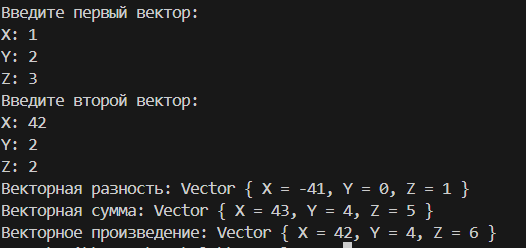 Введите первый вектор:
X: 1
Y: 2
Z: 3
Введите второй вектор:
X: 42
Y: 2
Z: 2
Векторная разность: Vector { X = -41, Y = 0, Z = 1 }
Векторная сумма: Vector { X = 43, Y = 4, Z = 5 }
Векторное произведение: Vector { X = 42, Y = 4, Z = 6 }